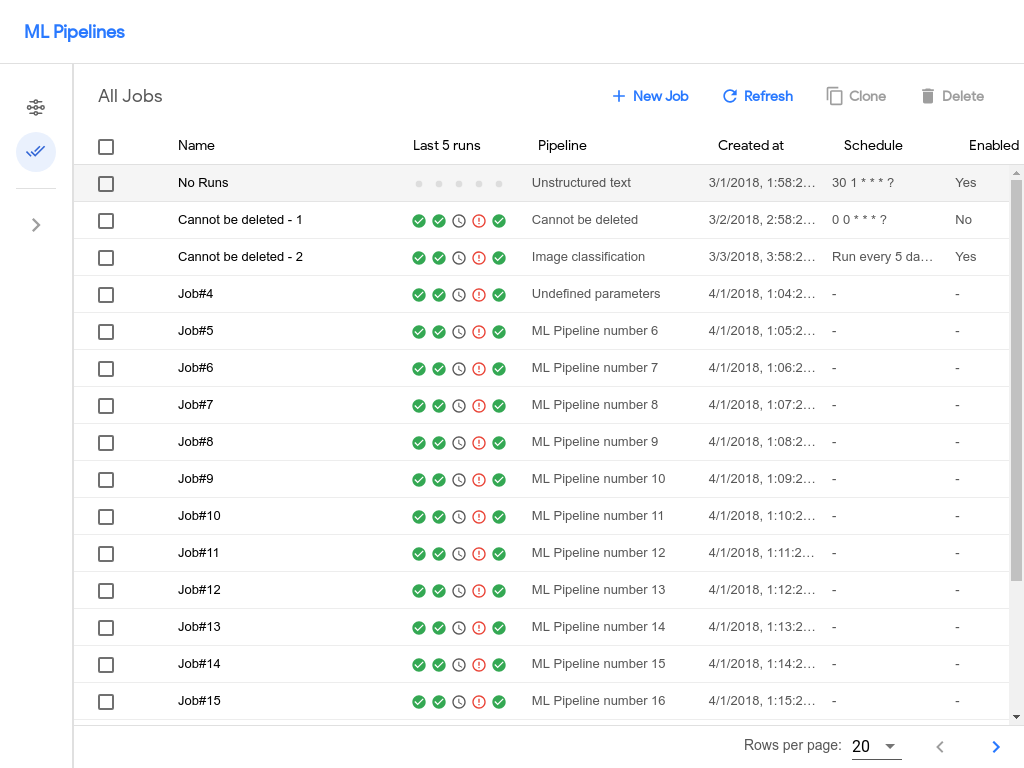 ML Pipelines
All Jobs
New Job
Refresh
Clone
Delete
Name Last 5 runs Pipeline Created at Schedule Enabled
No Runs Unstructured text 3/1/2018, 1:58:2... 30 1 * * * ? Yes
Cannot be deleted - 1 Cannot be deleted 3/2/2018, 2:58:2... 0 0 * * * ? No
Cannot be deleted - 2 Image classification 3/3/2018, 3:58:2... Run every 5 da... Yes
Job#4 Undefined parameters 4/1/2018, 1:04:2... - -
Job#5 ML Pipeline number 6 4/1/2018, 1:05:2... - -
Job#6 ML Pipeline number 7 4/1/2018, 1:06:2... - -
Job#7 ML Pipeline number 8 4/1/2018, 1:07:2... - -
Job#8 ML Pipeline number 9 4/1/2018, 1:08:2... - -
Job#9 ML Pipeline number 10 4/1/2018, 1:09:2... - -
Job#10 ML Pipeline number 11 4/1/2018, 1:10:2... - -
Job#11 ML Pipeline number 12 4/1/2018, 1:11:2... - -
Job#12 ML Pipeline number 13 4/1/2018, 1:12:2... - -
Job#13 ML Pipeline number 14 4/1/2018, 1:13:2... - -
Job#14 ML Pipeline number 15 4/1/2018, 1:14:2... - -
Job#15 ML Pipeline number 16 4/1/2018, 1:15:2... - -
Rows per page: 20